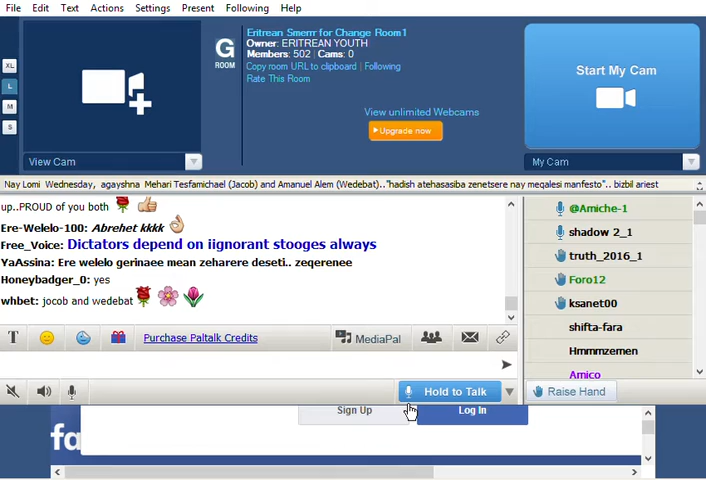 File Edit Text Actions Settings Present Following Help
XL
L
M
S
View Cam
G
ROOM
Eritrean Smerrr for Change Room1
Owner: ERITREAN YOUTH
Members: 502 | Cams: 0
Copy room URL to clipboard | Following
Rate This Room
View unlimited Webcams
Upgrade now
Start My Cam
My Cam
Nay Lomi Wednesday, agayshna Mehari Tesfamichael (Jacob) and Amanuel Alem (Wedebat).."hadish atehasasiba zenetsere nay meqalesi manfesto".. bizbil ariest
up..PROUD of you both
Ere-Welelo-100: Abrehet kkkk
Free_Voice: Dictators depend on iignorant stooges always
YaAssina: Ere welelo gerinaee mean zeharere deseti.. zeqerenee
Honeybadger_0: yes
whbet: jocob and wedebat
@Amiche-1
shadow 2_1
truth_2016_1
Foro12
ksanet00
shifta-fara
Hmmmzemen
Amico
T Purchase Paltalk Credits MediaPal
Hold to Talk
Raise Hand
fa
Sign Up Log In